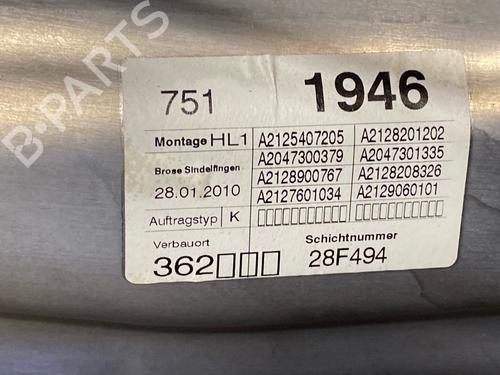 B-PARTS
751 1946
Montage HL1 A2125407205 A2128201202
A2047300379 A2047301335
Brose Sindelfingen A2128900767 A2128208326
28.01.2010 A2127601034 A2129060101
Auftragstyp K
Verbauort Schichtnummer
362 28F494